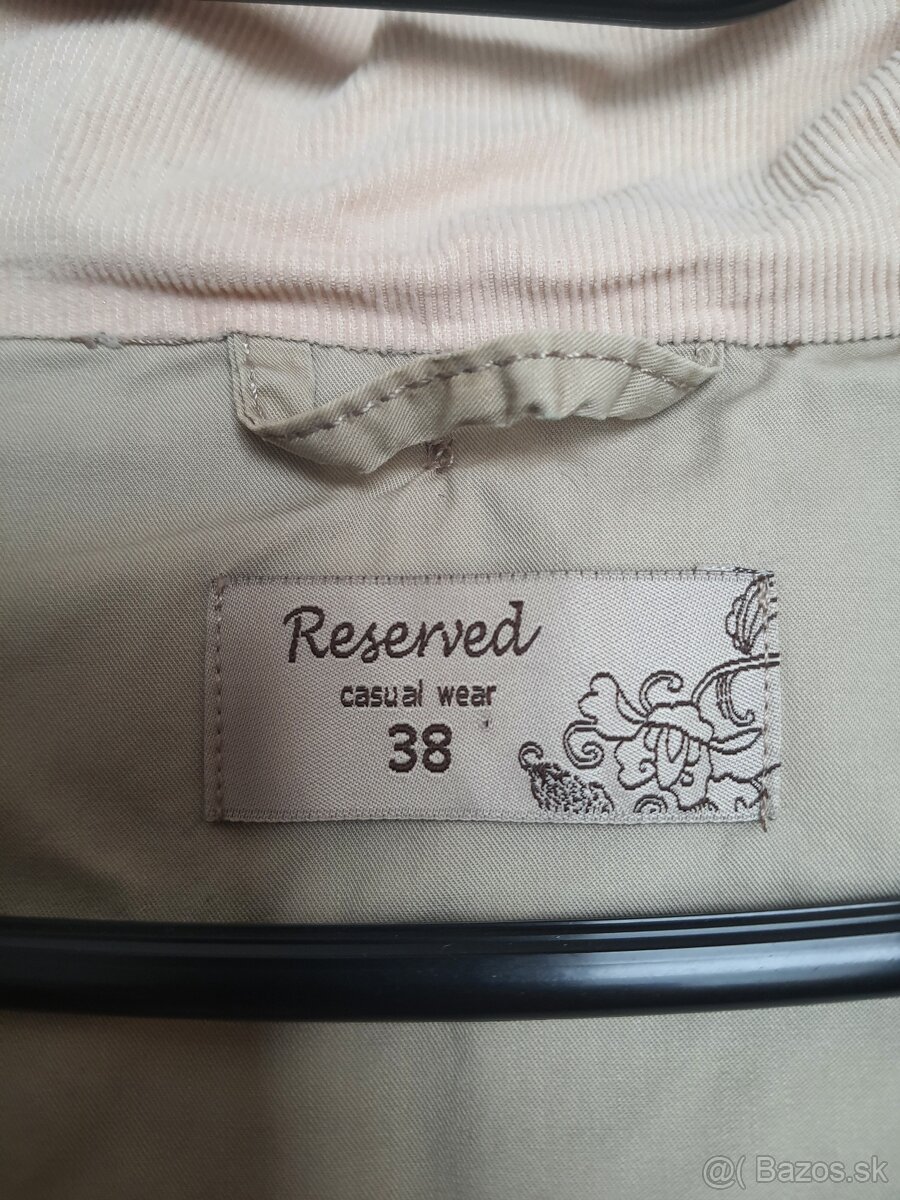 Reserved
casual wear
38
@( Bazos.sk